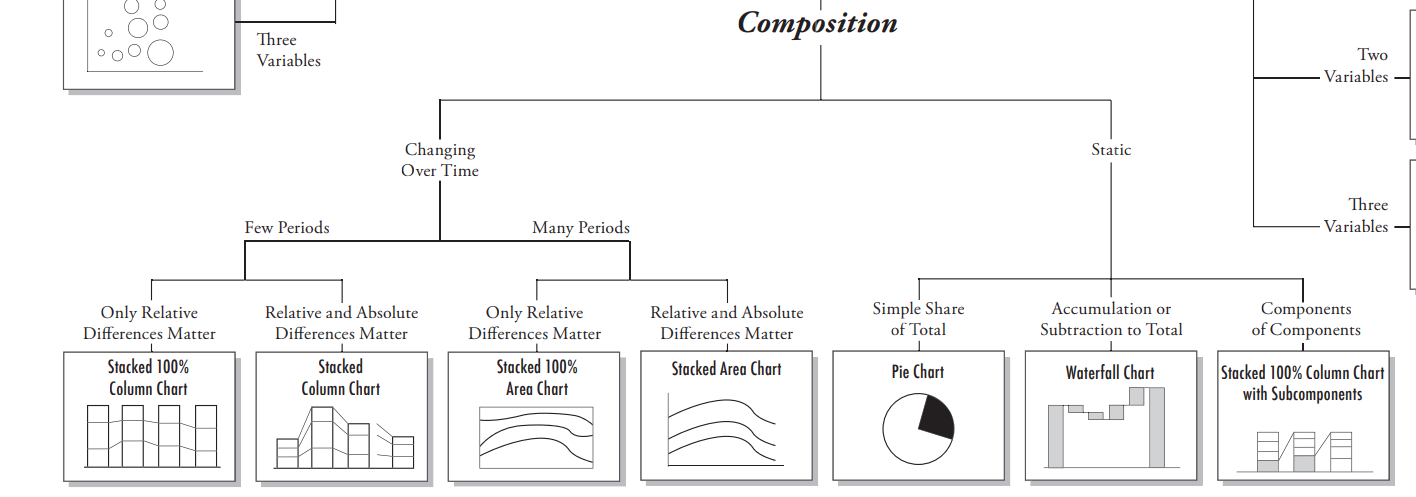 Composition
Three
Variables
Two
Variables
Changing
Over Time
Static
Three
Variables
Few Periods
Many Periods
Only Relative
Differences Matter
Relative and Absolute
Differences Matter
Only Relative
Differences Matter
Relative and Absolute
Differences Matter
Simple Share
of Total
Accumulation or
Subtraction to Total
Components
of Components
Stacked 100%
Column Chart
Stacked
Column Chart
Stacked 100%
Area Chart
Stacked Area Chart
Pie Chart
Waterfall Chart
Stacked 100% Column Chart
with Subcomponents